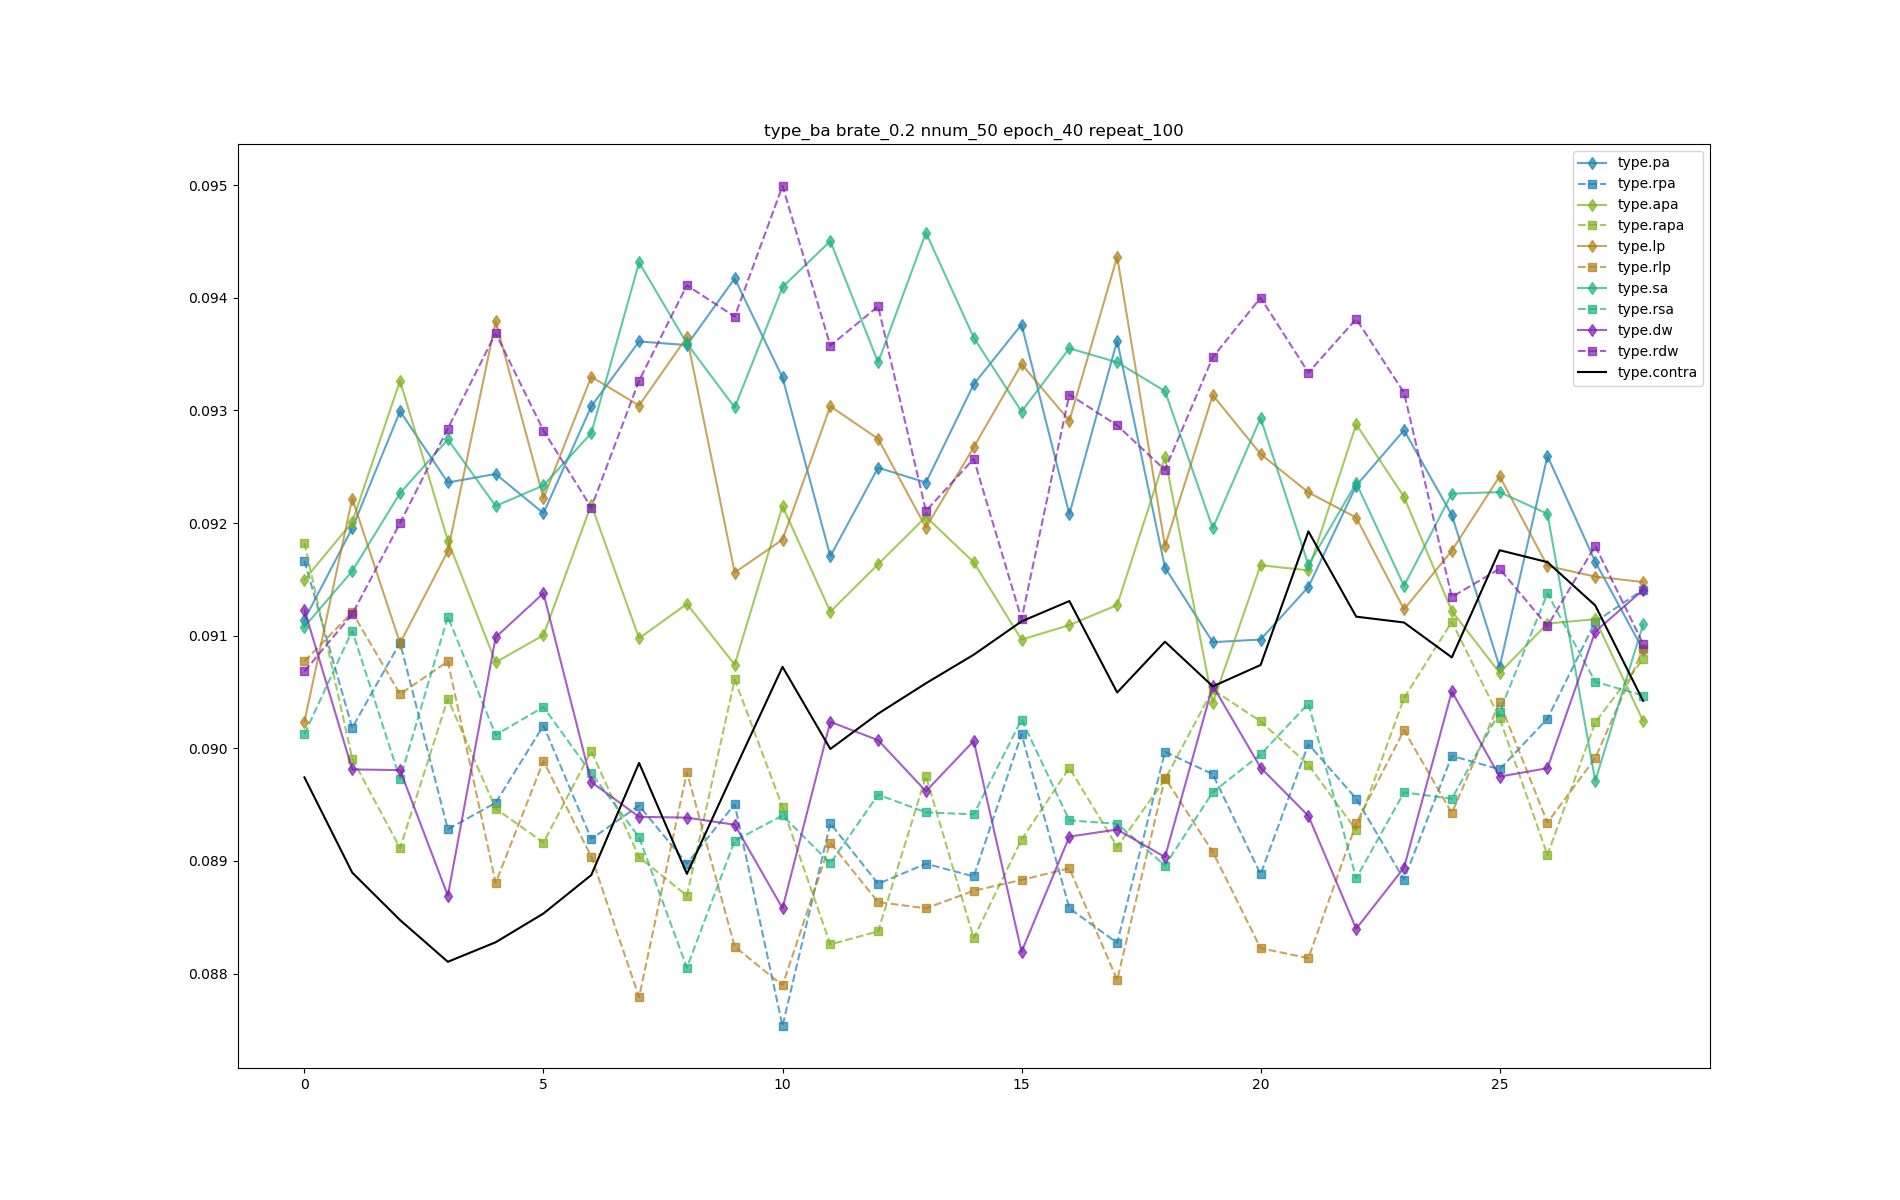 type_ba brate_0.2 nnum_50 epoch_40 repeat_100
0.095
0.094
0.093
0.092
0.091
0.090
0.089
0.088
0
5
10
15
20
25
type.pa
type.rpa
type.apa
type.rapa
type.lp
type.rlp
type.sa
type.rsa
type.dw
type.rdw
type.contra